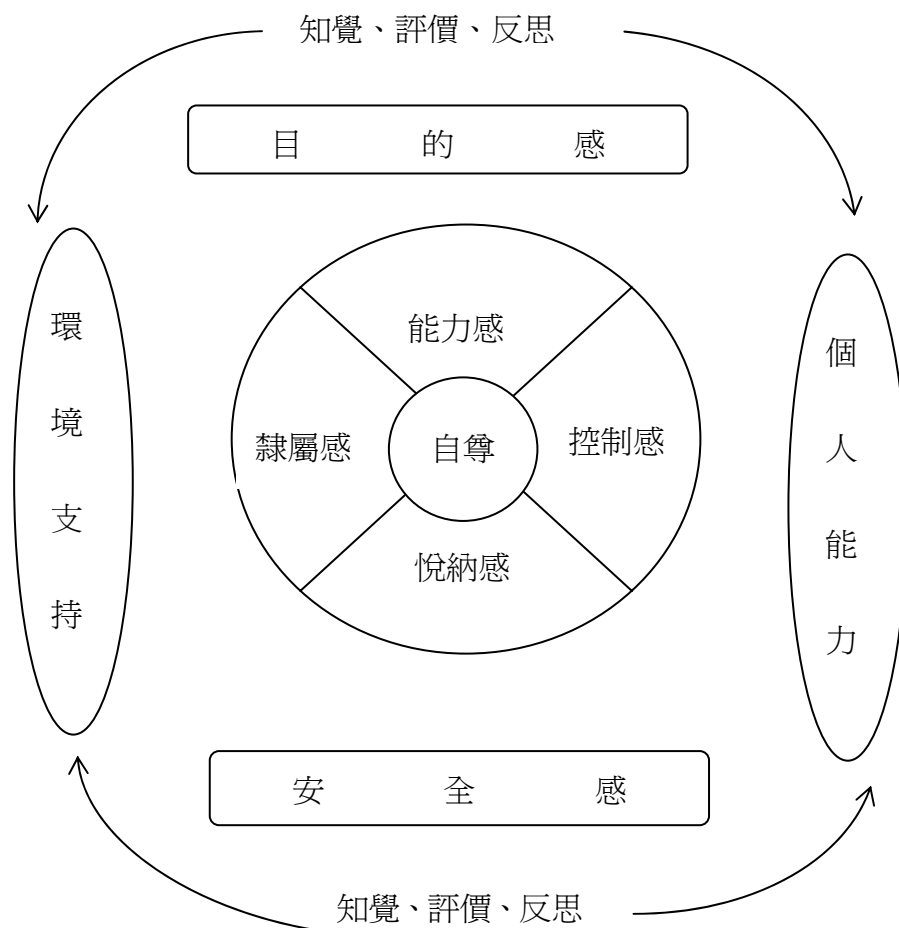 知覺、評價、反思
目 的 感
環境支持
能力感
隸屬感
自尊
控制感
悅納感
個人能力
安 全 感
知覺、評價、反思